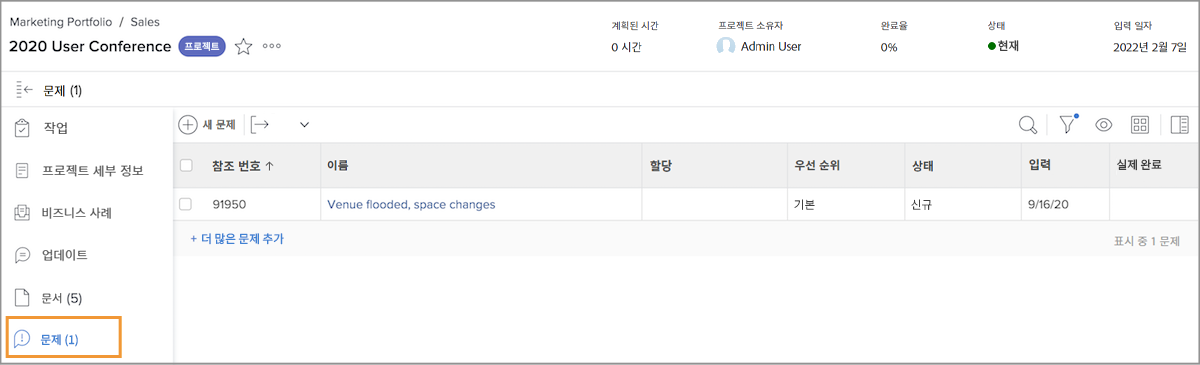 Marketing Portfolio / Sales
2020 User Conference 프로젝트
계획된 시간 프로젝트 소유자 완료율 상태 입력 일자
0 시간 Admin User 0% 현재 2022년 2월 7일
문제 (1)
작업
프로젝트 세부 정보
비즈니스 사례
업데이트
문서 (5)
문제 (1)
새 문제
참조 번호 ↑ 이름 할당 우선 순위 상태 입력 실제 완료
91950 Venue flooded, space changes 기본 신규 9/16/20
+ 더 많은 문제 추가
표시 중 1 문제